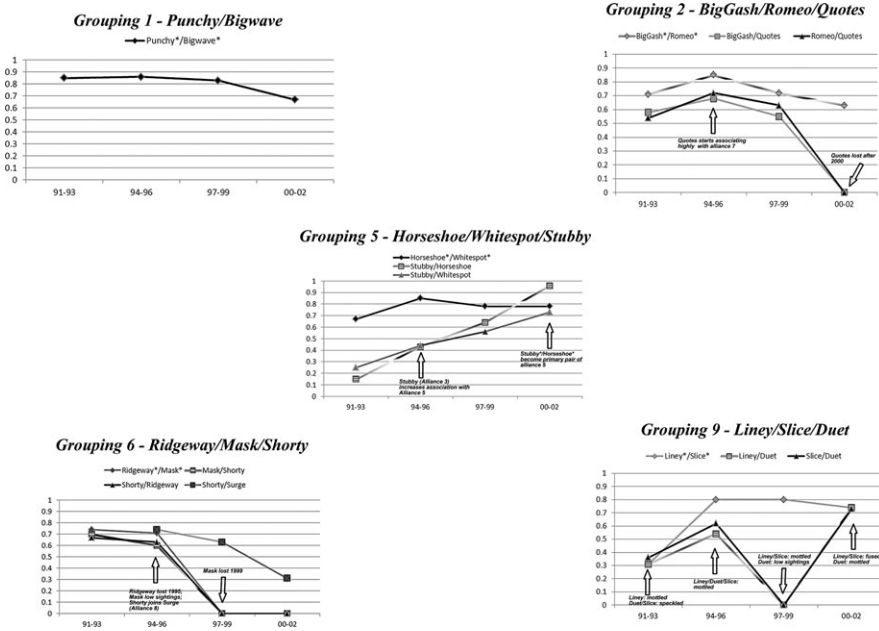 Grouping 1 - Punchy/Bigwave
Punchy*/Bigwave*
0.9
0.8
0.7
0.6
0.5
0.4
0.3
0.2
0.1
0
91-93 94-96 97-99 00-02
Grouping 2 - BigGash/Romeo/Quotes
BigGash*/Romeo* BigGash/Quotes Romeo/Quotes
1
0.9
0.8
0.7
0.6
0.5
0.4
0.3
0.2
0.1
0
Quotes starts associating
highly with alliance 7
Quotes lost after
2000
91-93 94-96 97-99 00-02
Grouping 5 - Horseshoe/Whitespot/Stubby
Horseshoe*/Whitespot*
Stubby/Horseshoe
Stubby/Whitespot
1
0.9
0.8
0.7
0.6
0.5
0.4
0.3
0.2
0.1
0
Stubby (Alliance 3)
increases association with
Alliance 5
Stubby*/Horseshoe*
become primary pair of
alliance 5
91-93 94-96 97-99 00-02
Grouping 6 - Ridgeway/Mask/Shorty
Ridgeway*/Mask* Mask/Shorty
Shorty/Ridgeway Shorty/Surge
1
0.9
0.8
0.7
0.6
0.5
0.4
0.3
0.2
0.1
0
Ridgeway lost 1995;
Mask low sightings;
Shorty joins Surge
(Alliance 8)
Mask lost 1999
91-93 94-96 97-99 00-02
Grouping 9 - Liney/Slice/Duet
Liney*/Slice* Liney/Duet Slice/Duet
1
0.9
0.8
0.7
0.6
0.5
0.4
0.3
0.2
0.1
0
Liney: mottled
Duet/Slice: speckled
Liney/Duet/Slice:
mottled
Liney/Slice: mottled
Duet: low sightings
Liney/Slice: fused
Duet: mottled
91-93 94-96 97-99 00-02